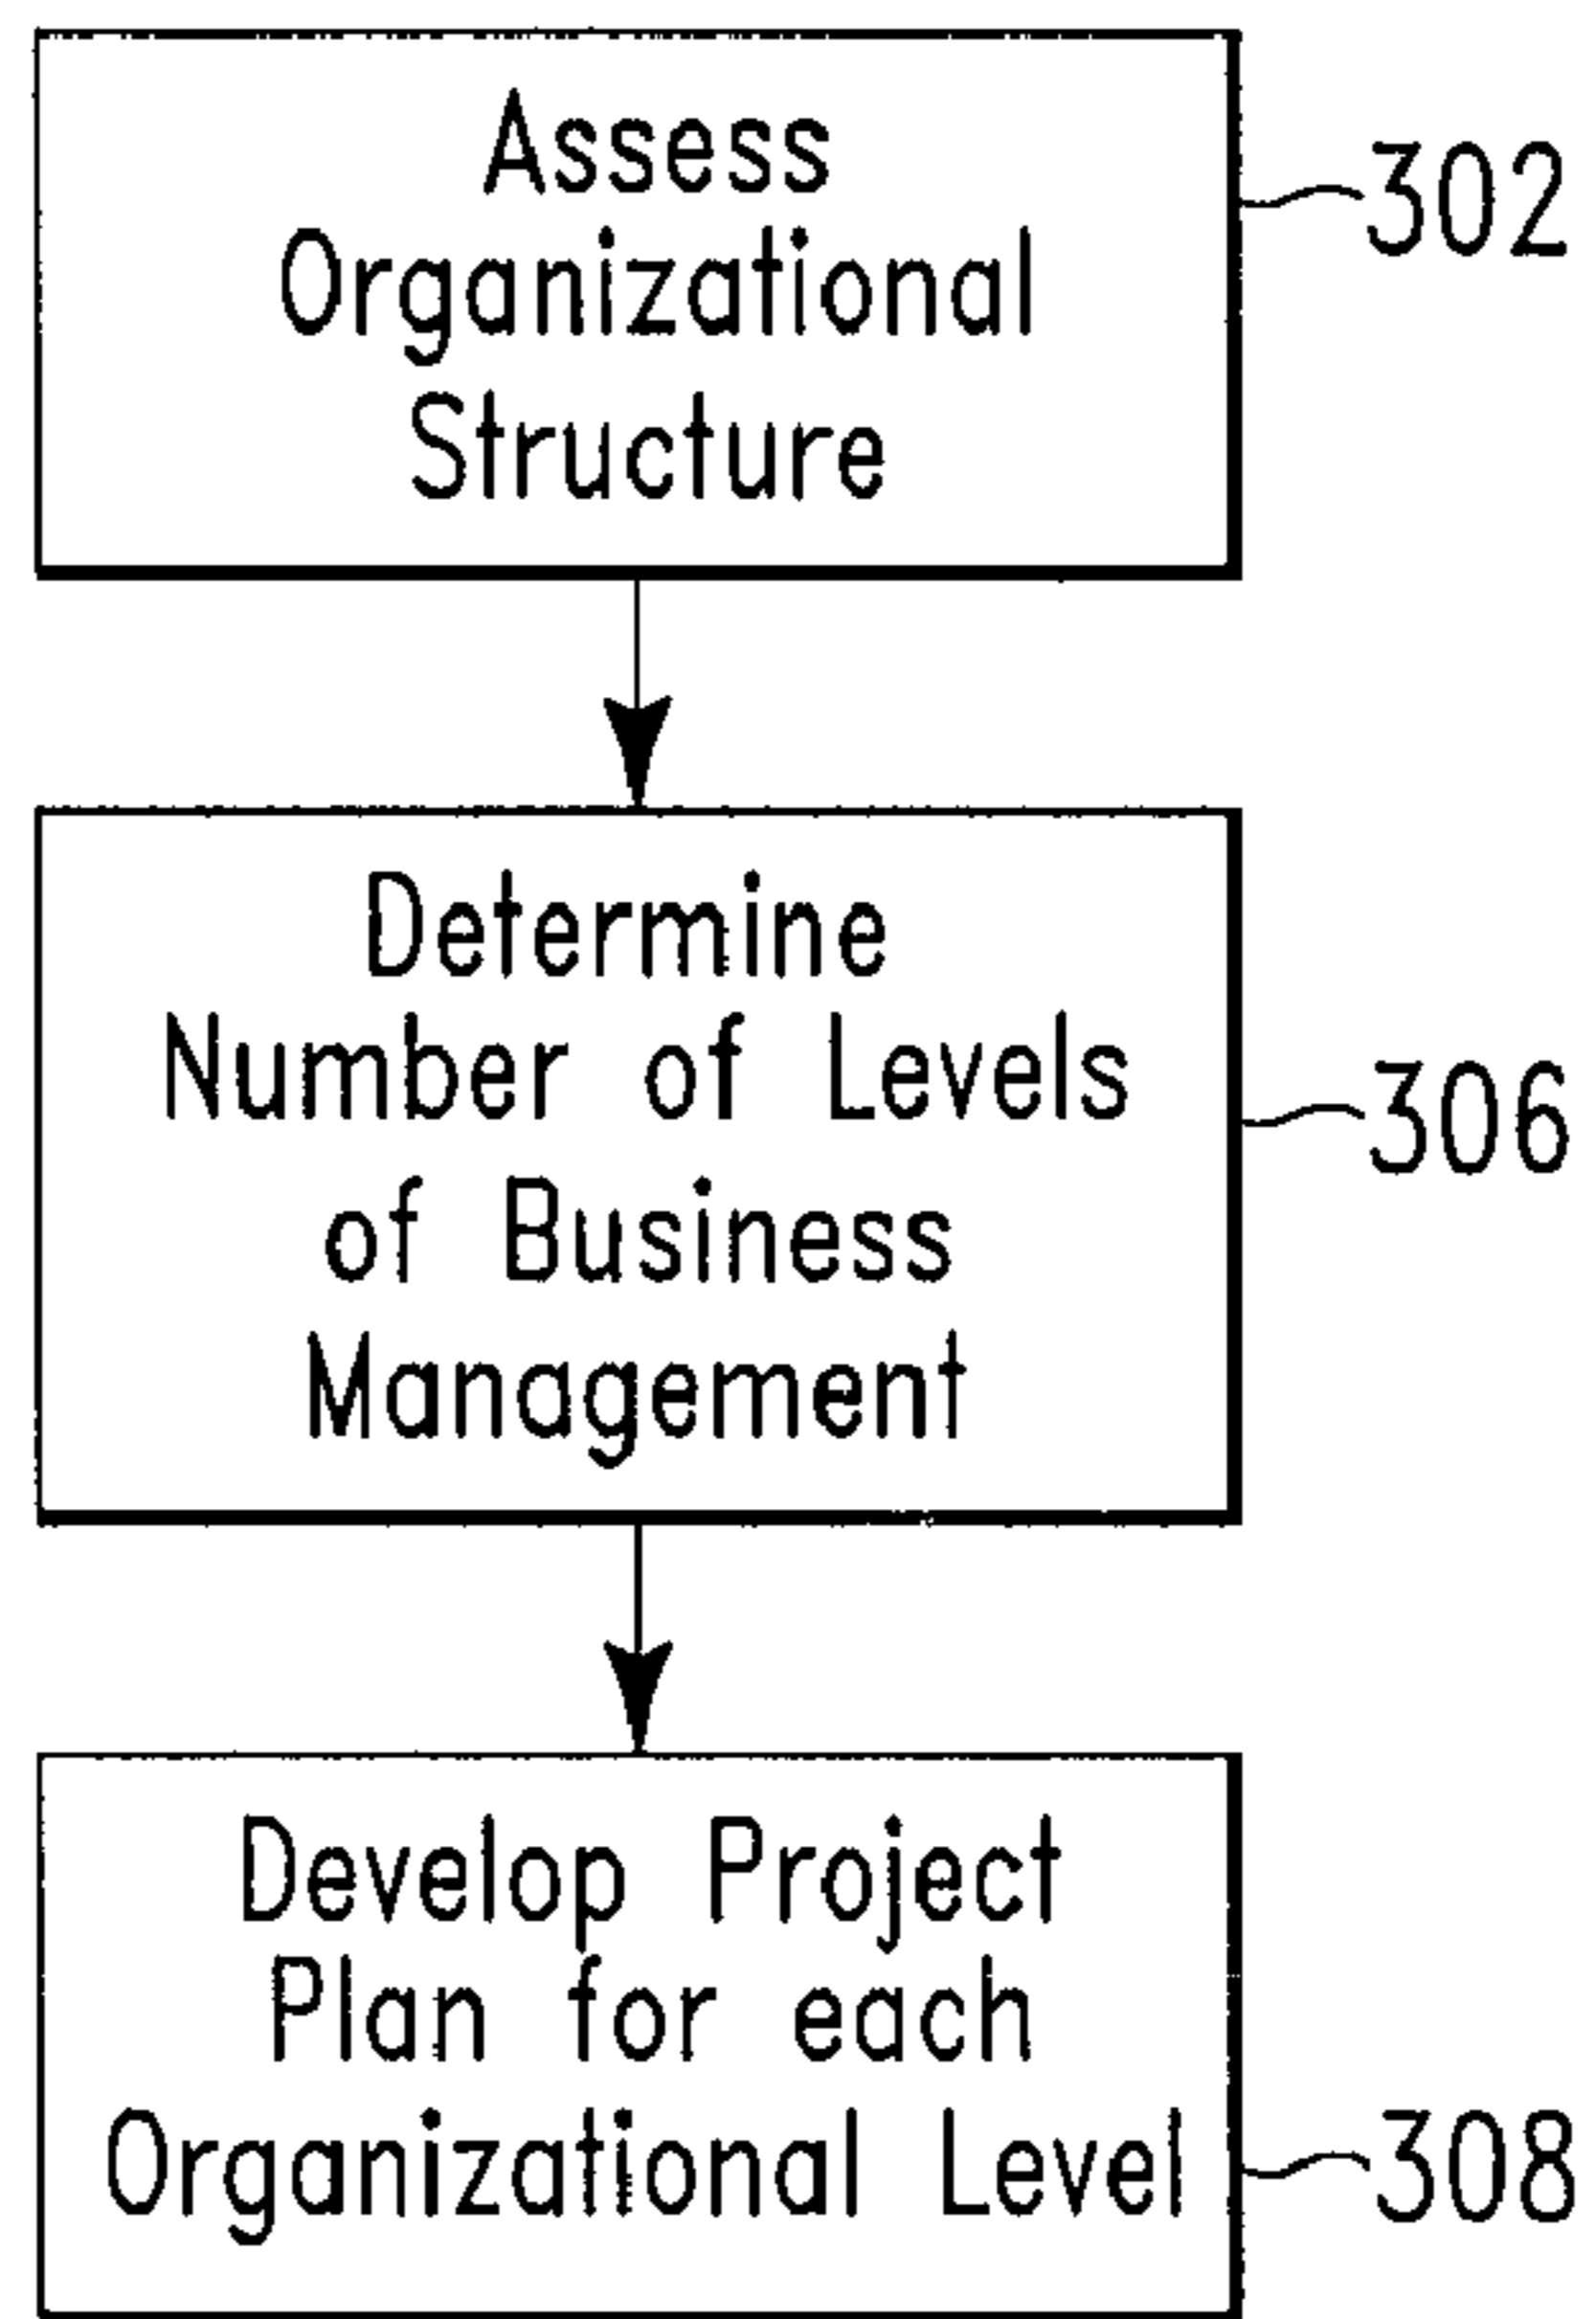 Assess
Organizational
Structure
302
Determine
Number of Levels
of Business
Management
306
Develop Project
Plan for each
Organizational Level
308